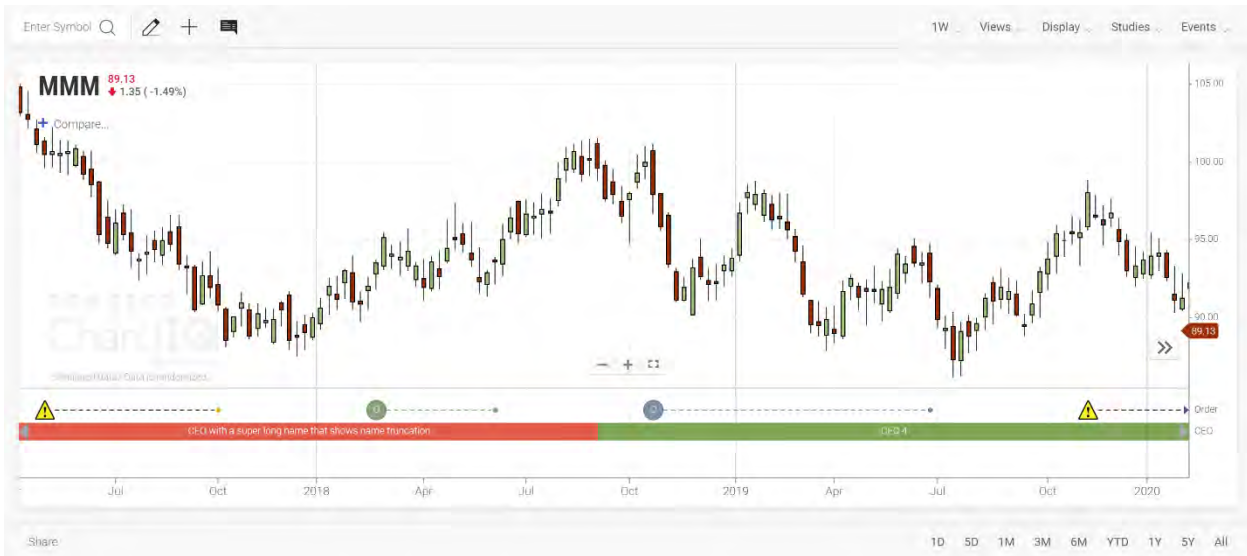 Enter Symbol
1W Views Display Studies Events
MMM 89.13
1.35 (-1.49%)
Compare...
105.00
100.00
95.00
90.00
89.13
ChartIQ
Order
CEO with a super long name that shows name truncation CEO 4 CEO
Jul Oct 2018 Apr Jul Oct 2019 Apr Jul Oct 2020
Share 1D 5D 1M 3M 6M YTD 1Y 5Y All